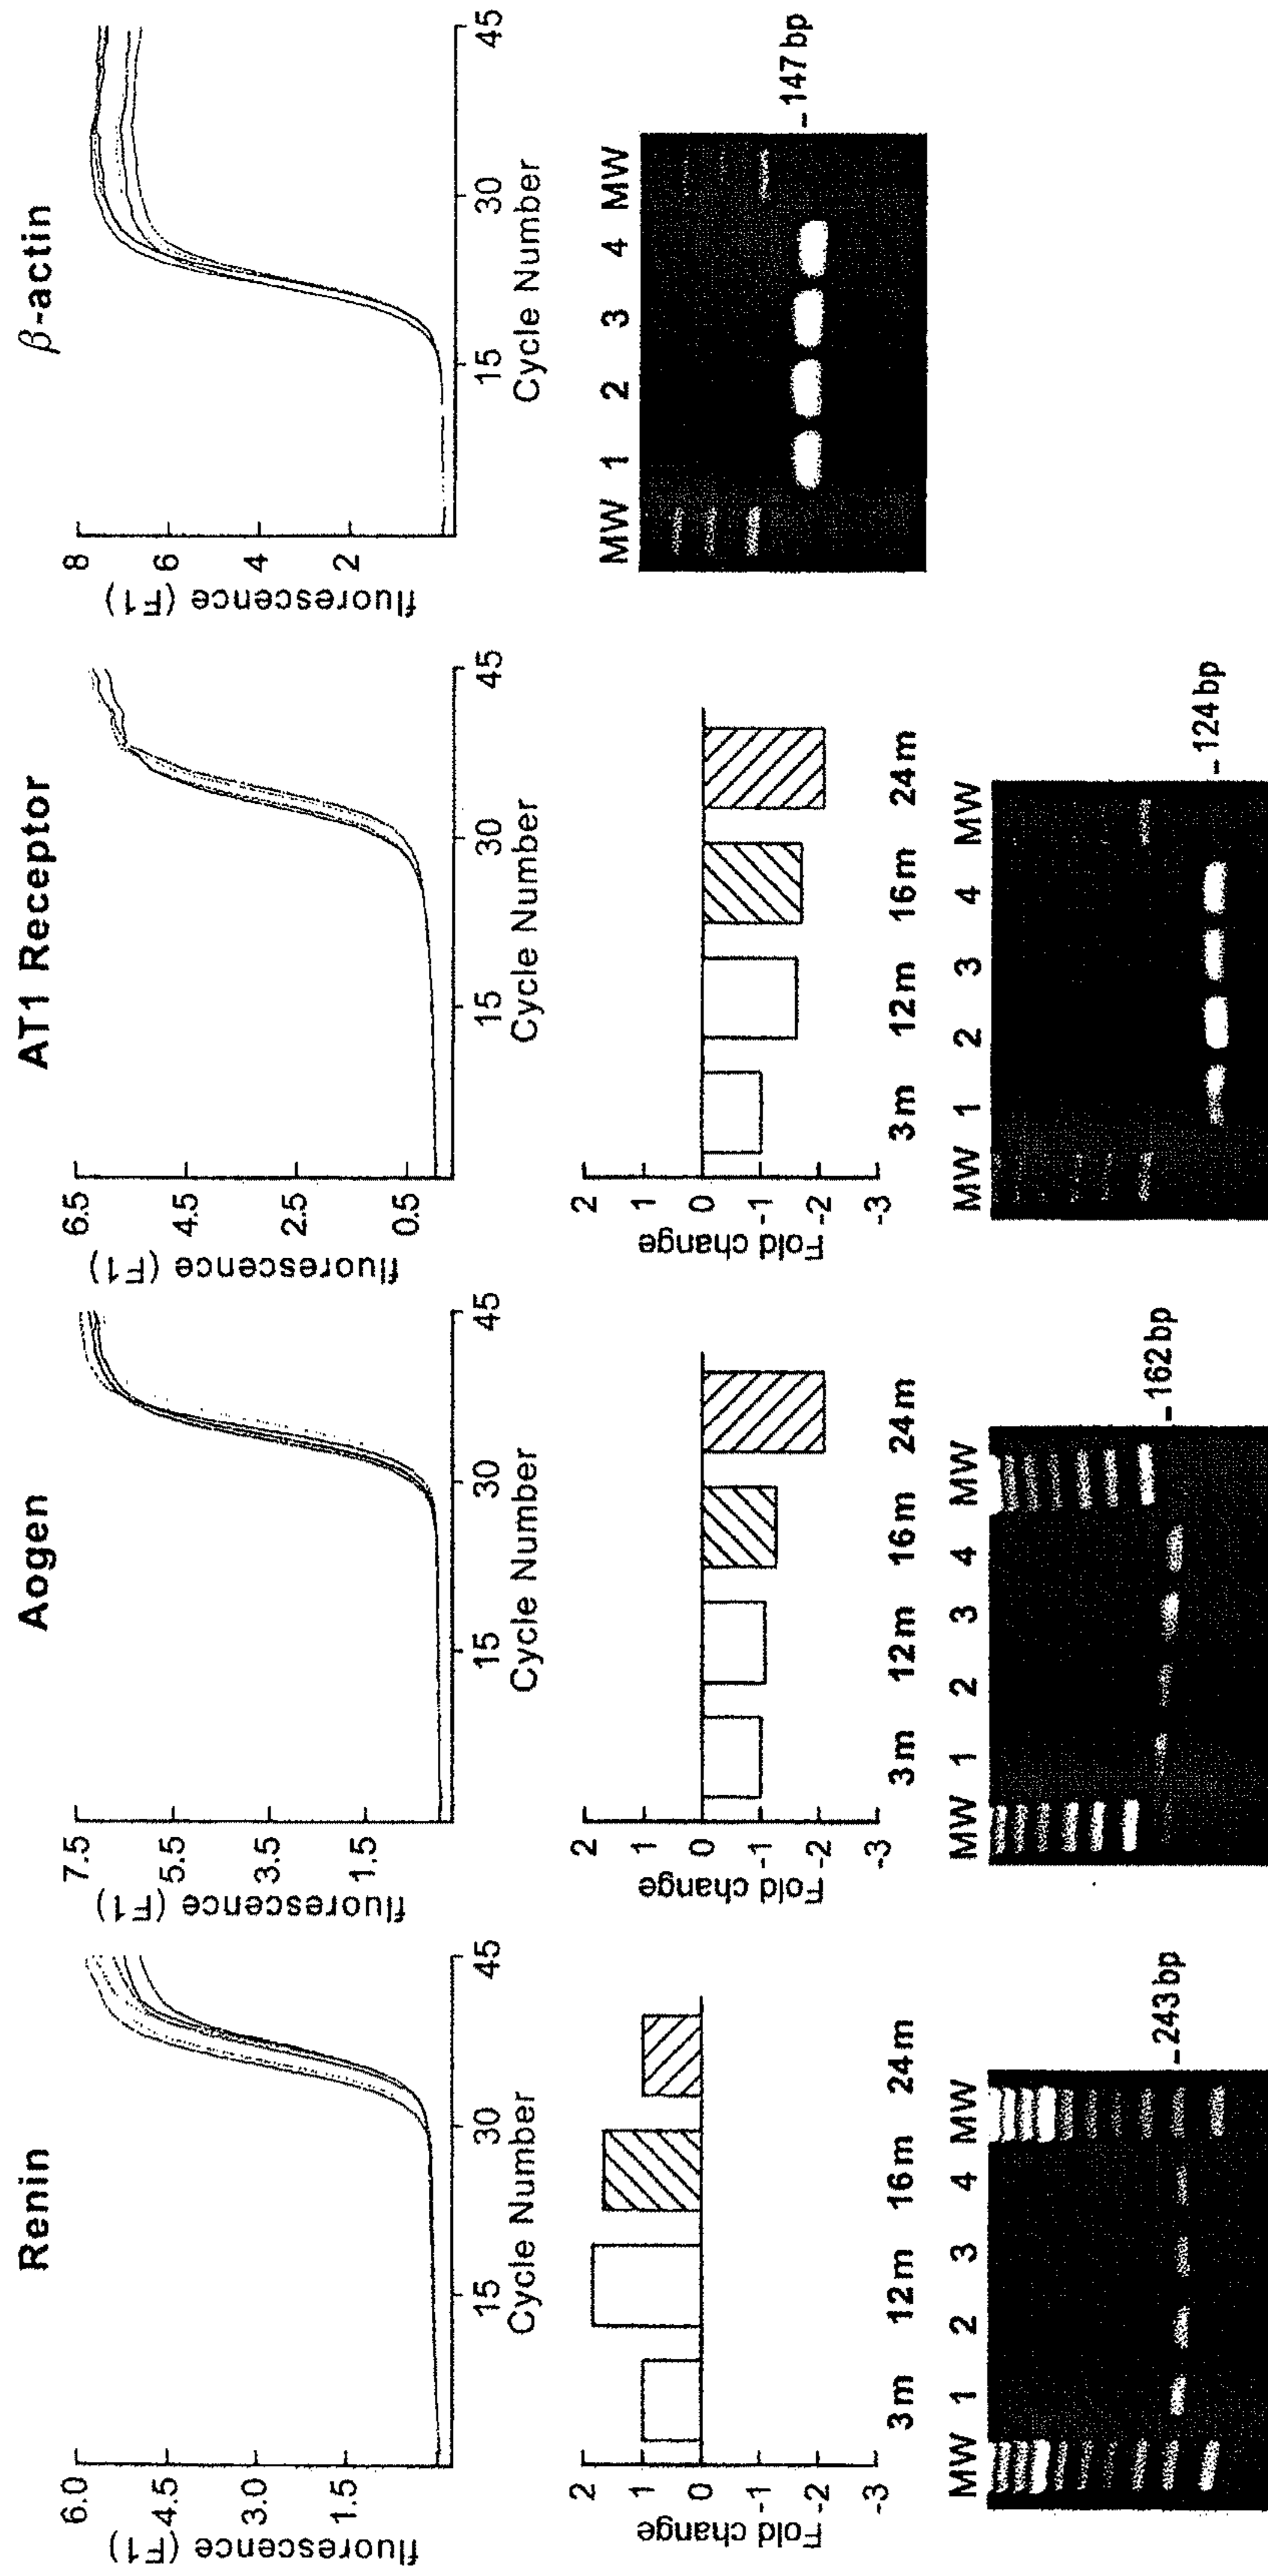 Renin
fluorescence (F1)
6.0
4.5
3.0
1.5
15 30 45
Cycle Number
Fold change
2
1
0
-1
-2
-3
3m 12m 16m 24m
MW 1 2 3 4 MW
243bp
Aogen
fluorescence (F1)
7.5
5.5
3.5
1.5
15 30 45
Cycle Number
Fold change
2
1
0
-1
-2
-3
3m 12m 16m 24m
MW 1 2 3 4 MW
162bp
AT1 Receptor
fluorescence (F1)
6.5
4.5
2.5
0.5
15 30 45
Cycle Number
Fold change
2
1
0
-1
-2
-3
3m 12m 16m 24m
MW 1 2 3 4 MW
124bp
β-actin
fluorescence (F1)
8
6
4
2
15 30 45
Cycle Number
MW 1 2 3 4 MW
147bp